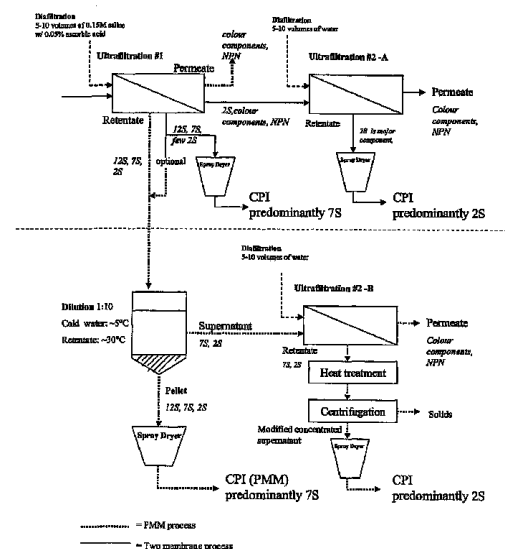 Diafiltration
5-10 volumes of 0.15M saline
w/ 0.05% ascorbic acid
Ultrafiltration #1
Permeate
colour
components,
NPN
Diafiltration
5-10 volumes of water
Ultrafiltration #2 -A
Permeate
Colour
components,
NPN
2S,colour
components, NPN
Retentate
12S, 7S,
few 2S
optional
12S, 7S,
2S
Spray Dryer
CPI
predominantly 7S
Retentate
2S is major
component,
Spray Dryer
CPI
predominantly 2S
Diafiltration
5-10 volumes of water
Ultrafiltration #2 -B
Dilution 1:10
Cold water: ~5°C
Retentate: ~30°C
Supernatant
7S, 2S
Permeate
Colour
components,
NPN
Retentate
7S, 2S
Heat treatment
Centrifugation
Solids
Modified concentrated
supernatant
Pellet
12S, 7S, 2S
Spray Dryer
CPI (PMM)
predominantly 7S
Spray Dryer
CPI
predominantly 2S
= PMM process
= Two membrane process